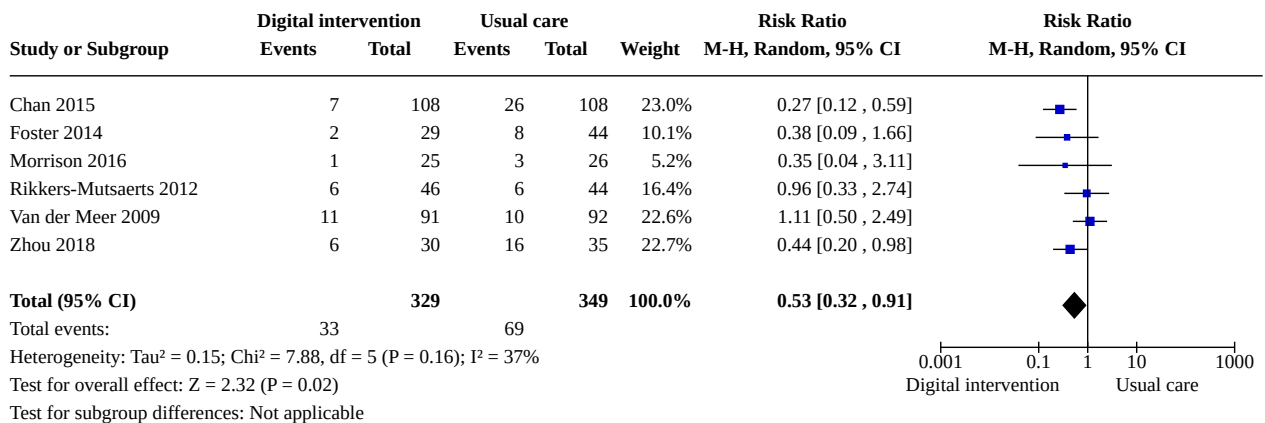 Digital intervention Usual care Risk Ratio Risk Ratio
Study or Subgroup Events Total Events Total Weight M-H, Random, 95% CI M-H, Random, 95% CI
Chan 2015 7 108 26 108 23.0% 0.27 [0.12 , 0.59]
Foster 2014 2 29 8 44 10.1% 0.38 [0.09 , 1.66]
Morrison 2016 1 25 3 26 5.2% 0.35 [0.04 , 3.11]
Rikkers-Mutsaerts 2012 6 46 6 44 16.4% 0.96 [0.33 , 2.74]
Van der Meer 2009 11 91 10 92 22.6% 1.11 [0.50 , 2.49]
Zhou 2018 6 30 16 35 22.7% 0.44 [0.20 , 0.98]
Total (95% CI) 329 349 100.0% 0.53 [0.32 , 0.91]
Total events: 33 69
Heterogeneity: Tau² = 0.15; Chi² = 7.88, df = 5 (P = 0.16); I² = 37%
0.001 0.1 1 10 1000
Test for overall effect: Z = 2.32 (P = 0.02)
Digital intervention Usual care
Test for subgroup differences: Not applicable